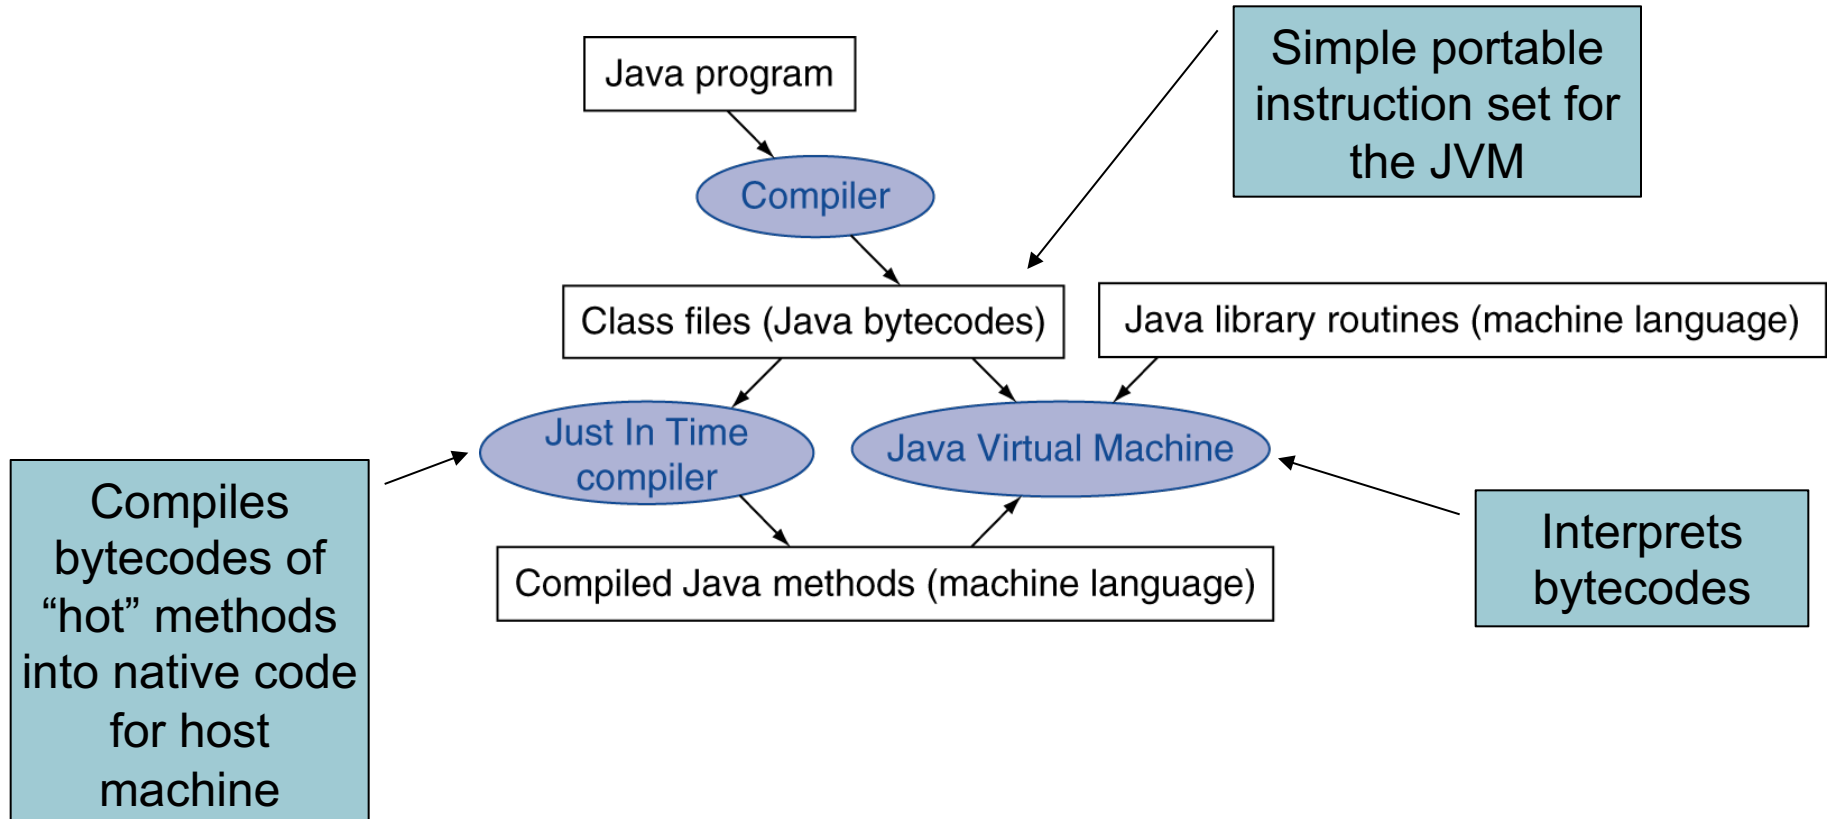 Java program
Simple portable
instruction set for
the JVM
Compiler
Class files (Java bytecodes)
Java library routines (machine language)
Just In Time
compiler
Java Virtual Machine
Compiles
bytecodes of
“hot” methods
into native code
for host
machine
Interprets
bytecodes
Compiled Java methods (machine language)